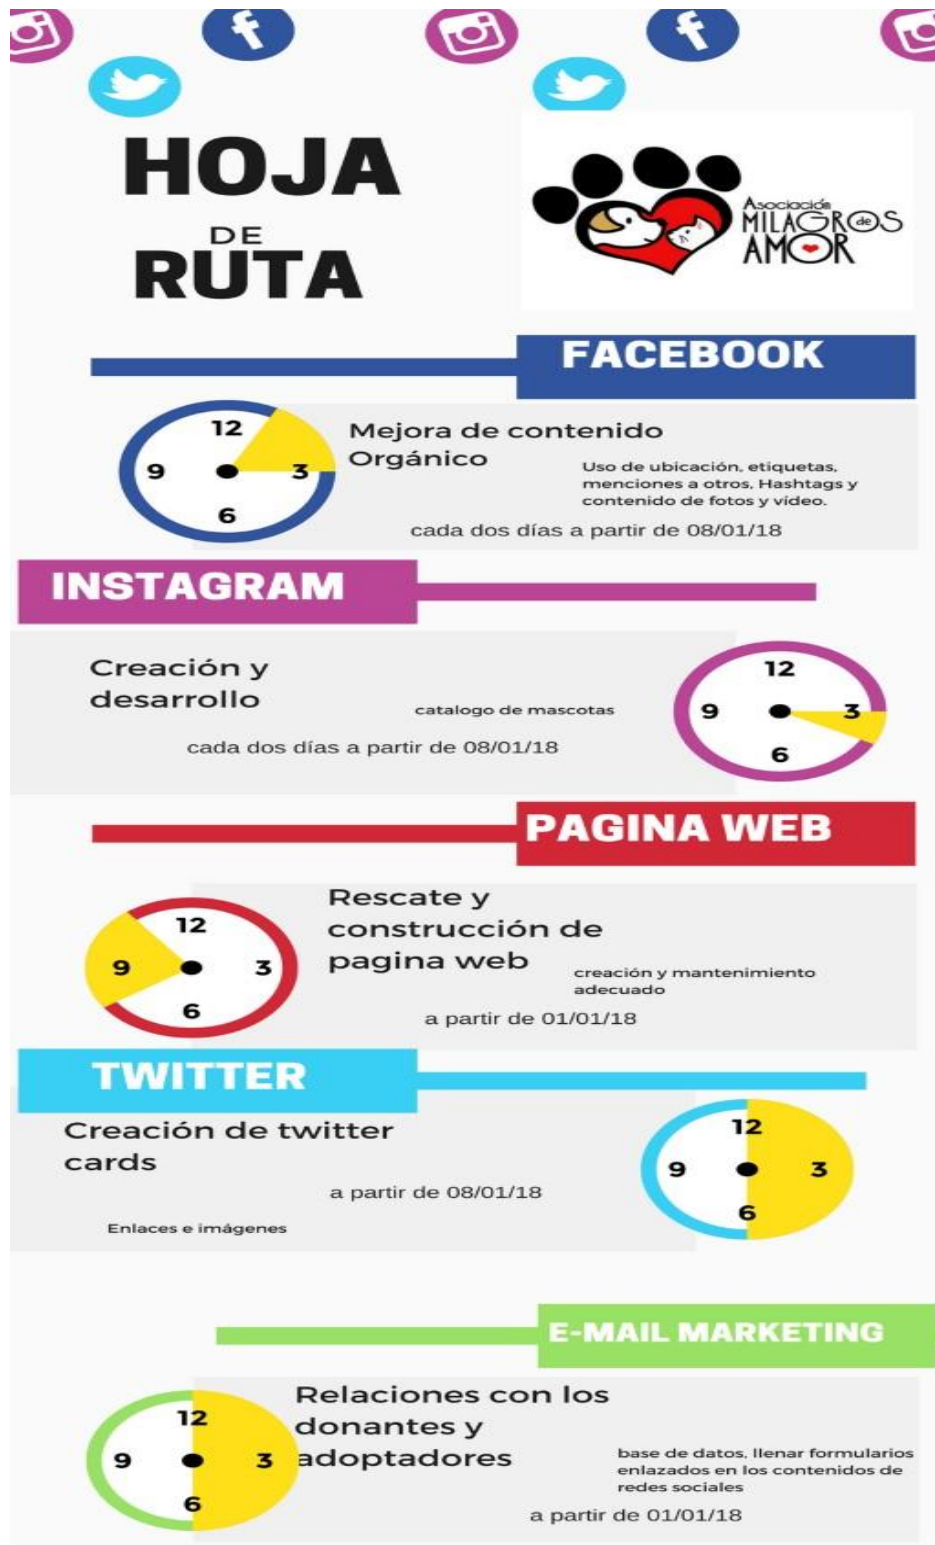 HOJA
DE
RUTA
Asociación
MILAGROS de
AMOR
FACEBOOK
12
3
6
9
Mejora de contenido
Orgánico
Uso de ubicación, etiquetas,
menciones a otros, Hashtags y
contenido de fotos y vídeo.
cada dos días a partir de 08/01/18
INSTAGRAM
Creación y
desarrollo
catalogo de mascotas
cada dos días a partir de 08/01/18
12
3
6
9
PAGINA WEB
12
3
6
9
Rescate y
construcción de
pagina web
creación y mantenimiento
adecuado
a partir de 01/01/18
TWITTER
Creación de twitter
cards
a partir de 08/01/18
Enlaces e imágenes
12
3
6
9
E-MAIL MARKETING
12
3
6
9
Relaciones con los
donantes y
adoptadores
base de datos, llenar formularios
enlazados en los contenidos de
redes sociales
a partir de 01/01/18